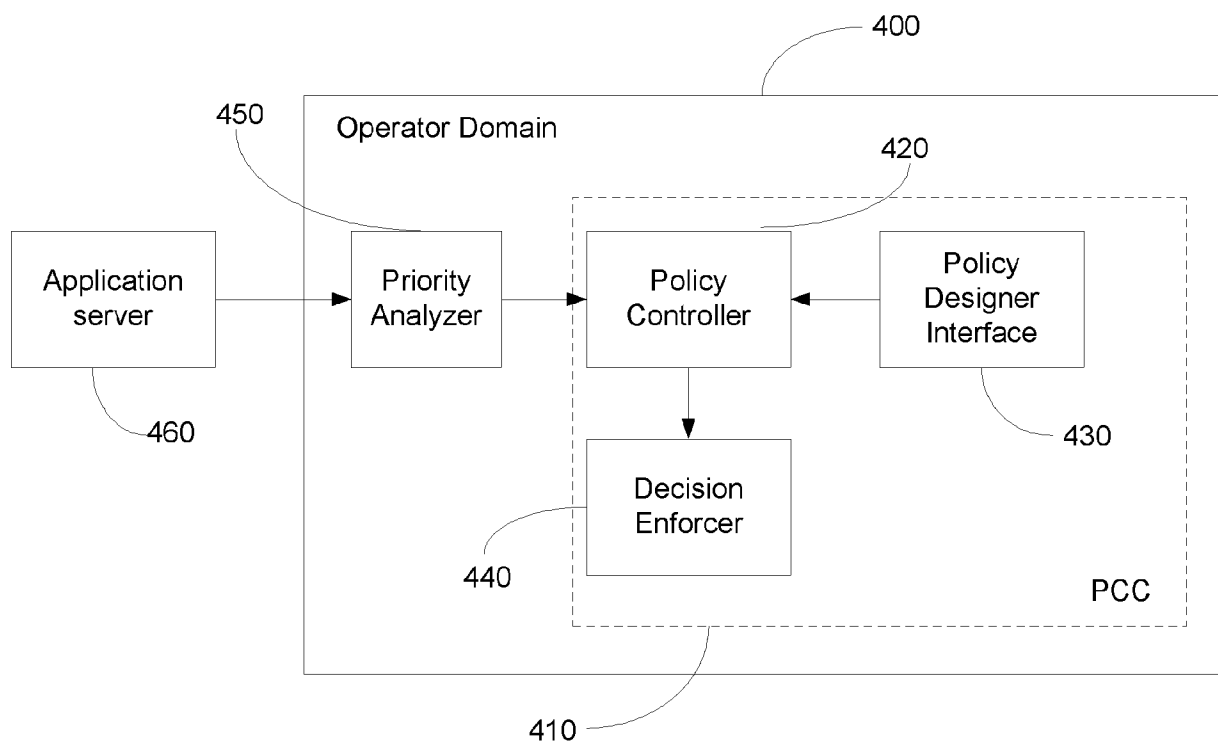 400
450
Operator Domain
420
Application
server
Priority
Analyzer
Policy
Controller
Policy
Designer
Interface
460
430
Decision
Enforcer
440
PCC
410